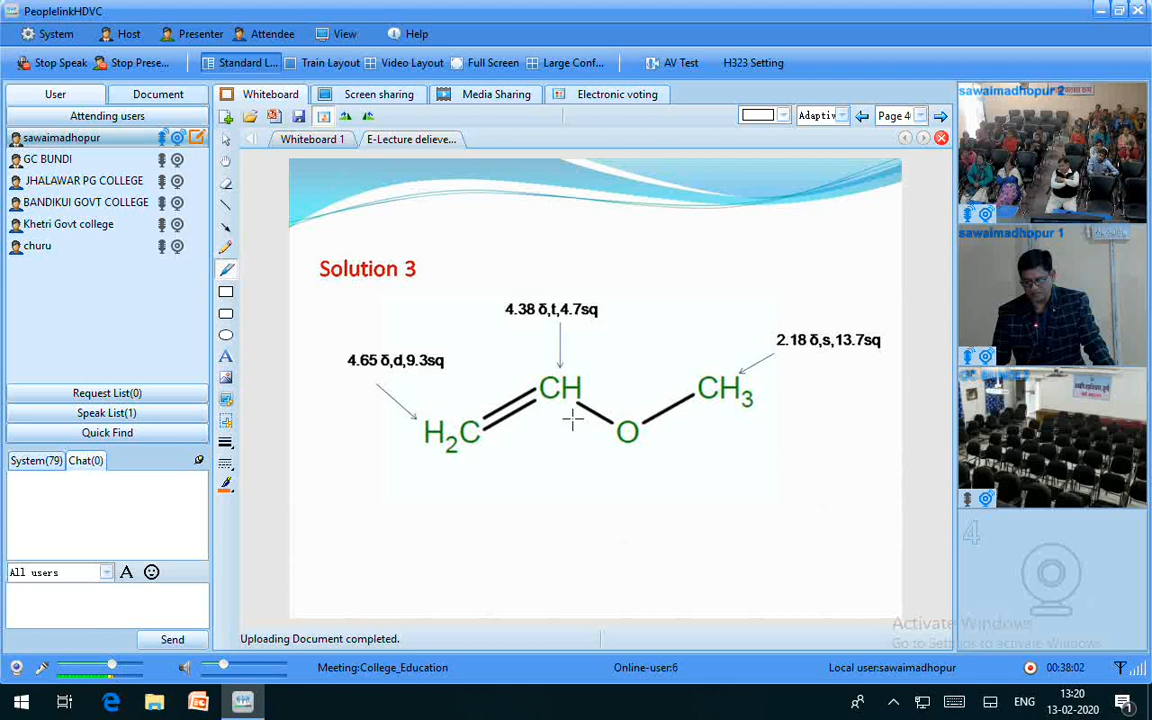 PeoplelinkHDVC
System Host Presenter Attendee View Help
Stop Speak Stop Prese... Standard L... Train Layout Video Layout Full Screen Large Conf... AV Test H323 Setting
User Document
Attending users
sawaimadhopur
GC BUNDI
JHALAWAR PG COLLEGE
BANDIKUI GOVT COLLEGE
Khetri Govt college
churu
Request List(0)
Speak List(1)
Quick Find
System(79) Chat(0)
All users A
Send
Whiteboard Screen sharing Media Sharing Electronic voting
Adaptiv Page 4
Whiteboard 1 E-Lecture delieve...
A
Solution 3
4.38 δ,t,4.7sq
2.18 δ,s,13.7sq
4.65 δ,d,9.3sq
CH
CH3
H2C
O
Uploading Document completed.
sawaimadhopur 2
sawaimadhopur 1
GC BUNDI
4
Activate Windows
Go to Settings to activate Windows.
Meeting:College_Education Online-user:6 Local user:sawaimadhopur 00:38:02
ENG
13:20
13-02-2020
1